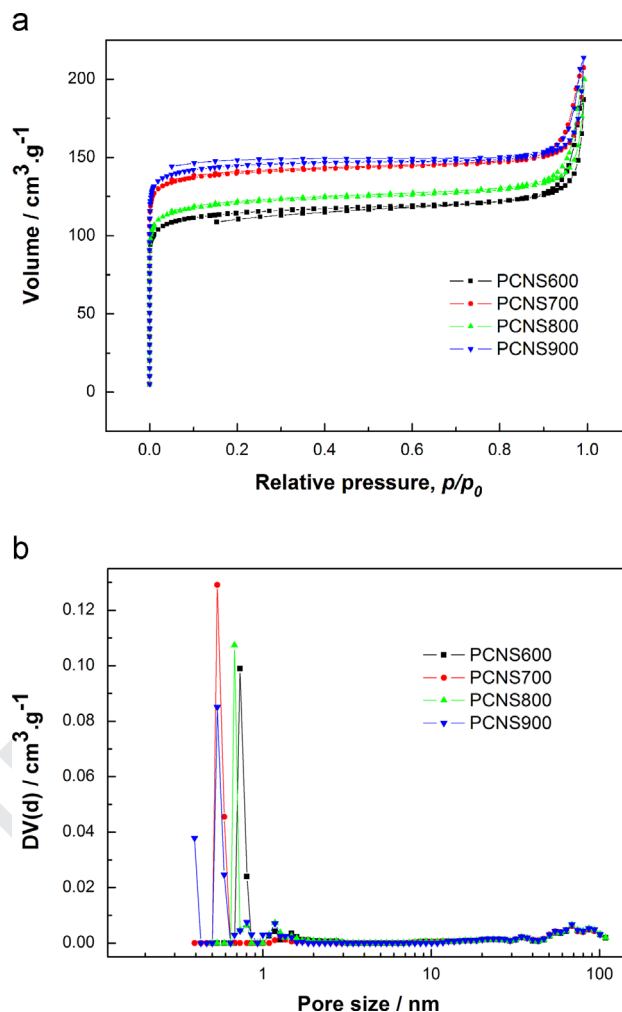 a
Volume / cm³.g⁻¹
200
150
100
50
0
PCNS600
PCNS700
PCNS800
PCNS900
0.0 0.2 0.4 0.6 0.8 1.0
Relative pressure, p/p₀
b
DV(d) / cm³.g⁻¹
0.12
0.10
0.08
0.06
0.04
0.02
0.00
PCNS600
PCNS700
PCNS800
PCNS900
1 10 100
Pore size / nm